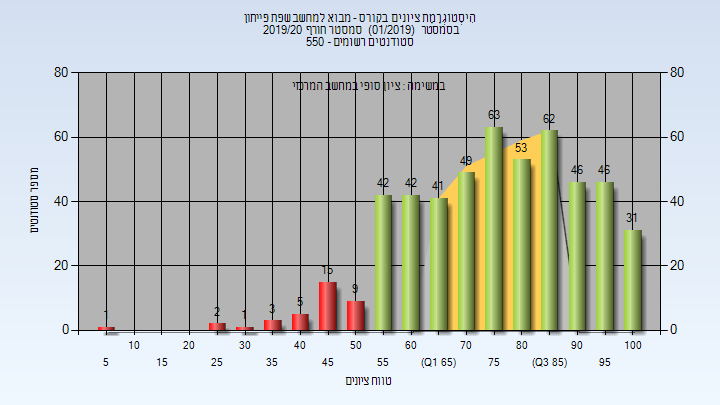 היסטוגרמת ציונים בקורס - מבוא למחשב שפת פייתון
בסמסטר (01/2019) סמסטר חורף 2019/20
סטודנטים רשומים - 550
במשימה : ציון סופי במחשב המרכזי
מספר סטודנטים
80 80
60 60
40 40
20 20
0 0
1 2 1 3 5 15 9 42 42 41 49 63 53 62 46 46 31
10 20 30 40 50 60 70 80 90 100
5 15 25 35 45 55 (Q1 65) 75 (Q3 85) 95
טווח ציונים